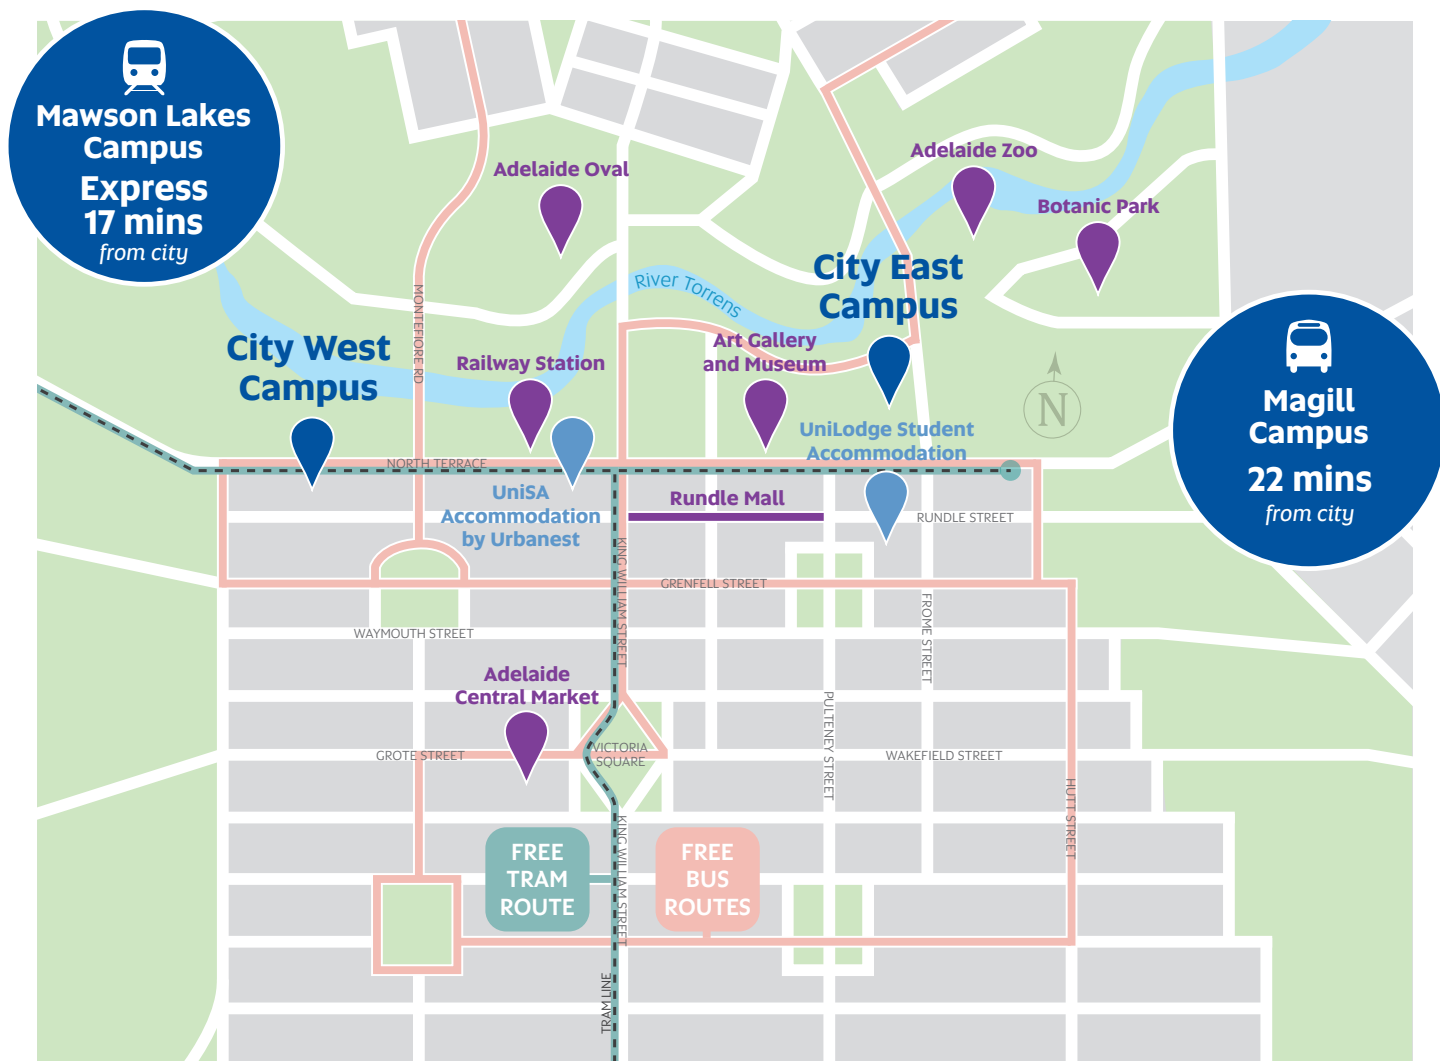 Mawson Lakes
Campus
Express
17 mins
from city
Adelaide Oval
Adelaide Zoo
Botanic Park
River Torrens
City East
Campus
MONTEFIORE RD
City West
Campus
Railway Station
Art Gallery
and Museum
N
Magill
Campus
22 mins
from city
UniLodge Student
Accommodation
NORTH TERRACE
UniSA
Accommodation
by Urbanest
Rundle Mall
RUNDLE STREET
KING WILLIAM STREET
GRENFELL STREET
FROME STREET
WAYMOUTH STREET
Adelaide
Central Market
PULTENEY STREET
GROTE STREET
VICTORIA
SQUARE
WAKEFIELD STREET
HUTT STREET
FREE
TRAM
ROUTE
KING WILLIAM STREET
FREE
BUS
ROUTES
TRAM LINE